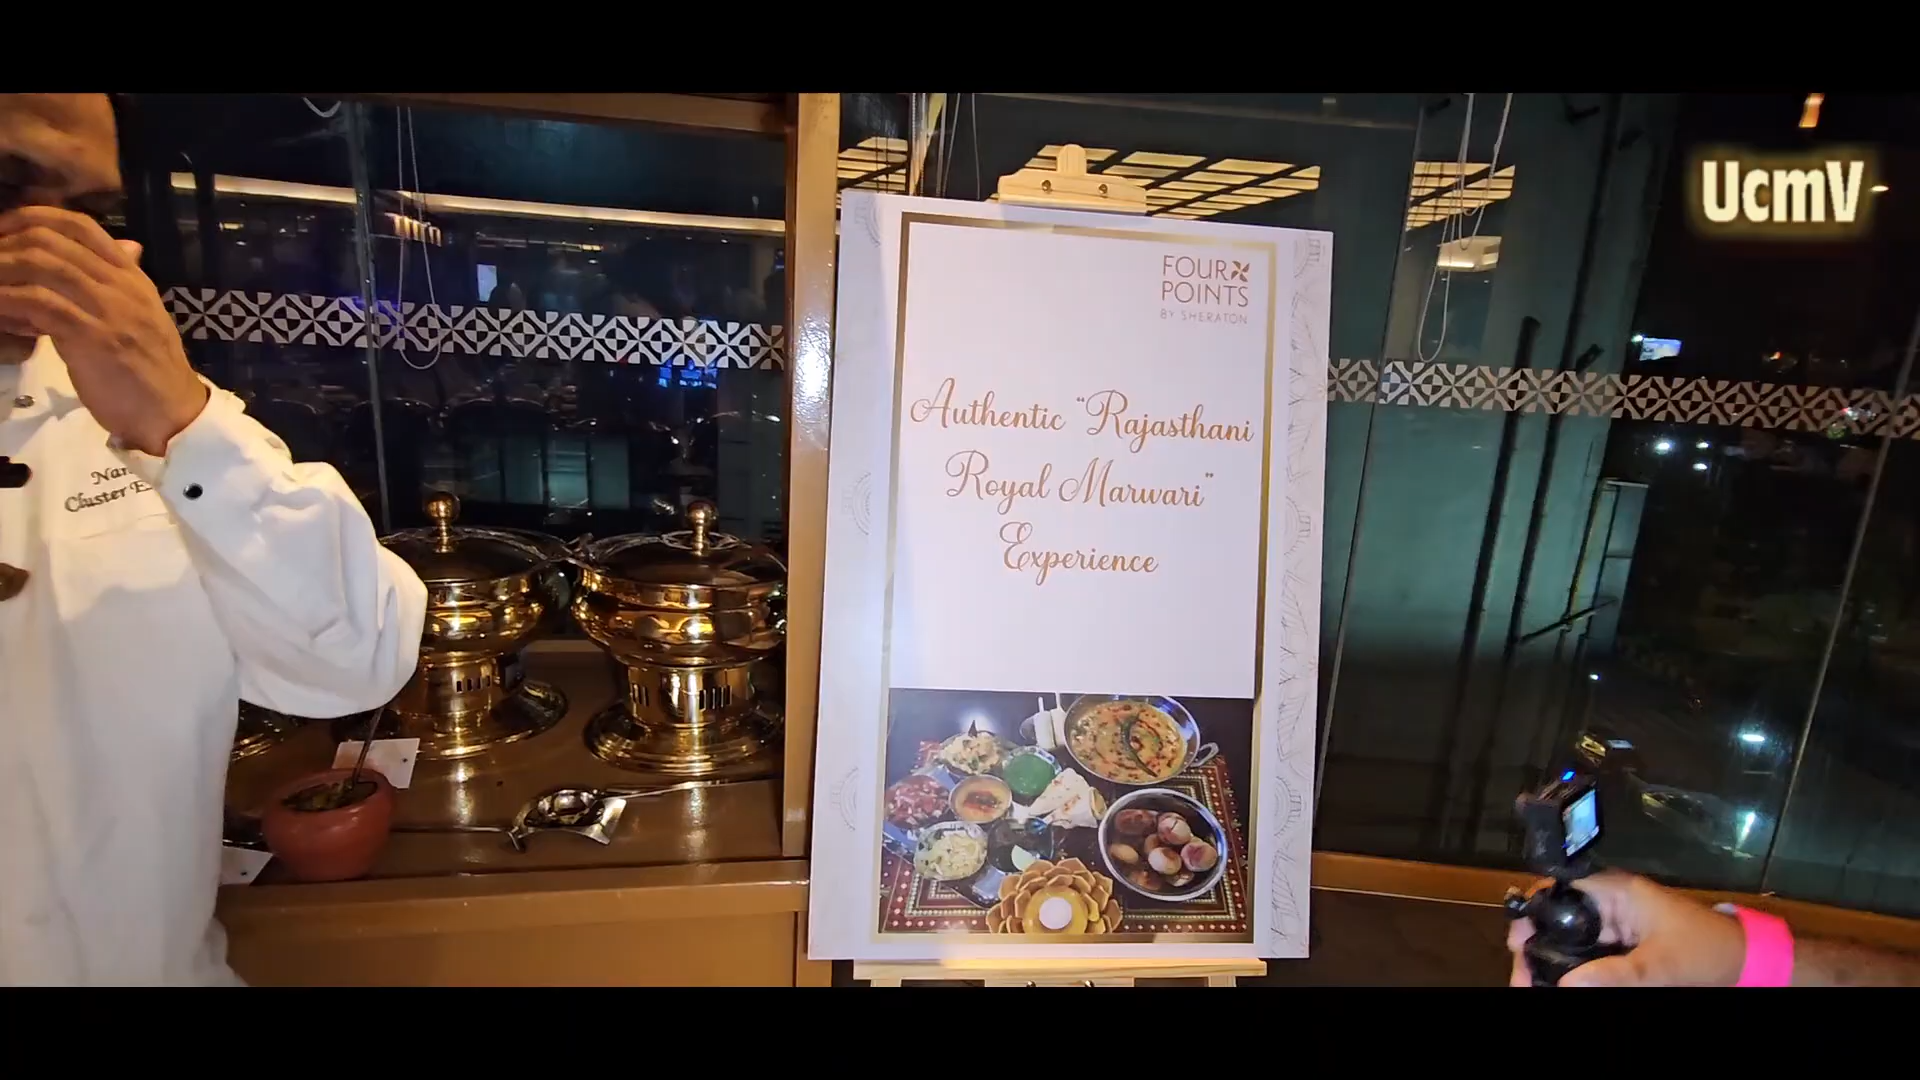 UcmV
FOUR
POINTS
BY SHERATON
Authentic "Rajasthani
Royal Marwari"
Experience
Cluster